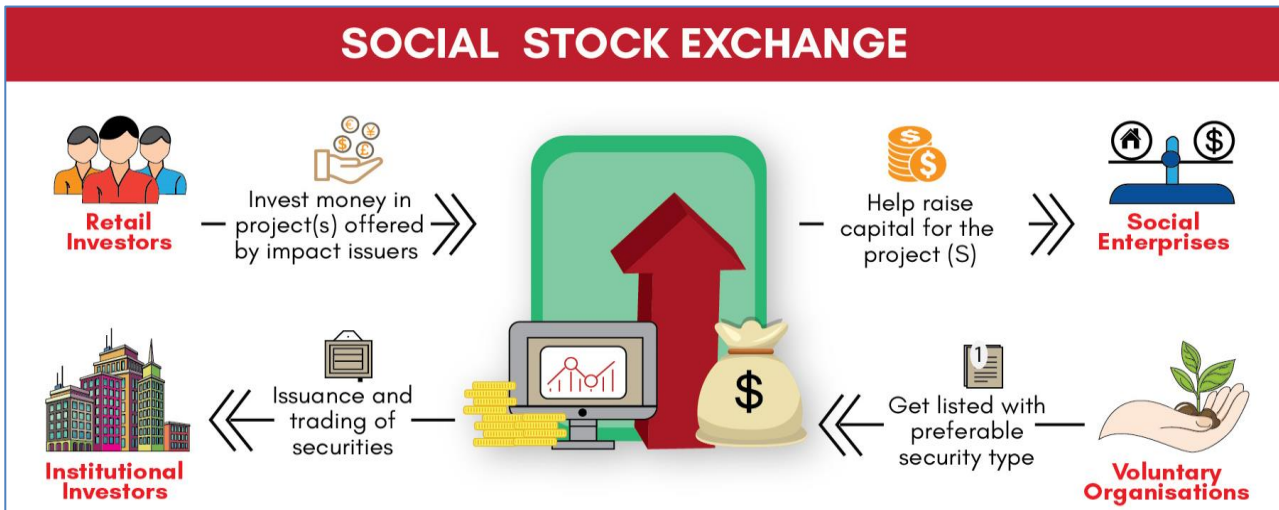 SOCIAL STOCK EXCHANGE
Retail
Investors
Invest money in
project(s) offered
by impact issuers
Help raise
capital for the
project (S)
Social
Enterprises
Institutional
Investors
Issuance and
trading of
securities
$
1
Get listed with
preferable
security type
Voluntary
Organisations